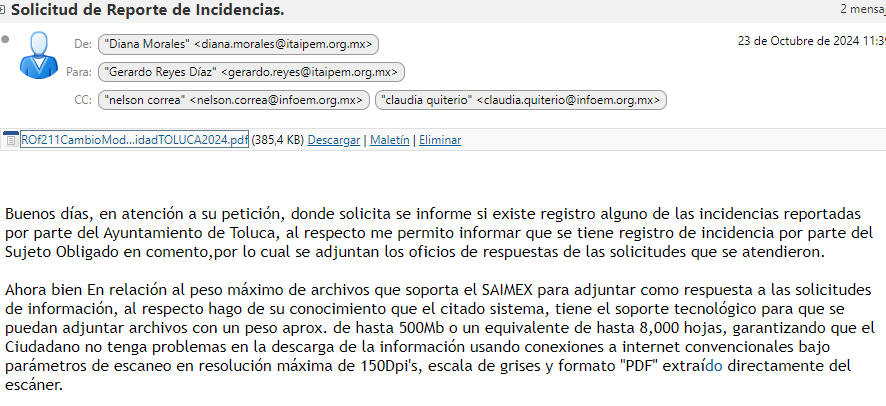 Solicitud de Reporte de Incidencias.
2 mensaj
De: "Diana Morales" <diana.morales@itaipem.org.mx>
23 de Octubre de 2024 11:39
Para: "Gerardo Reyes Díaz" <gerardo.reyes@itaipem.org.mx>
CC: "nelson correa" <nelson.correa@infoem.org.mx> "claudia quiterio" <claudia.quiterio@infoem.org.mx>
ROf211CambioMod...idadTOLUCA2024.pdf (385,4 KB) Descargar | Maletín | Eliminar
Buenos días, en atención a su petición, donde solicita se informe si existe registro alguno de las incidencias reportadas
por parte del Ayuntamiento de Toluca, al respecto me permito informar que se tiene registro de incidencia por parte del
Sujeto Obligado en comento,por lo cual se adjuntan los oficios de respuestas de las solicitudes que se atendieron.
Ahora bien En relación al peso máximo de archivos que soporta el SAIMEX para adjuntar como respuesta a las solicitudes
de información, al respecto hago de su conocimiento que el citado sistema, tiene el soporte tecnológico para que se
puedan adjuntar archivos con un peso aprox. de hasta 500Mb o un equivalente de hasta 8,000 hojas, garantizando que el
Ciudadano no tenga problemas en la descarga de la información usando conexiones a internet convencionales bajo
parámetros de escaneo en resolución máxima de 150Dpi's, escala de grises y formato "PDF" extraído directamente del
escáner.